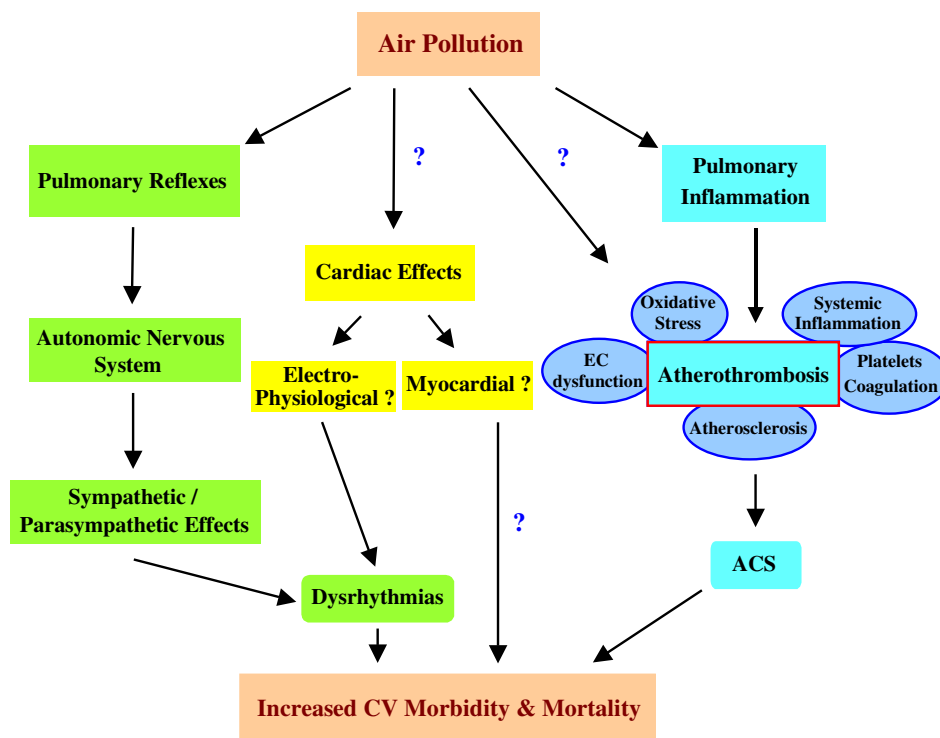 Air Pollution
?
?
Pulmonary Reflexes
Pulmonary
Inflammation
Cardiac Effects
Oxidative
Stress
Systemic
Inflammation
Autonomic Nervous
System
EC
dysfunction
Atherothrombosis
Platelets
Coagulation
Electro-
Physiological ?
Myocardial ?
Atherosclerosis
Sympathetic /
Parasympathetic Effects
?
ACS
Dysrhythmias
Increased CV Morbidity & Mortality